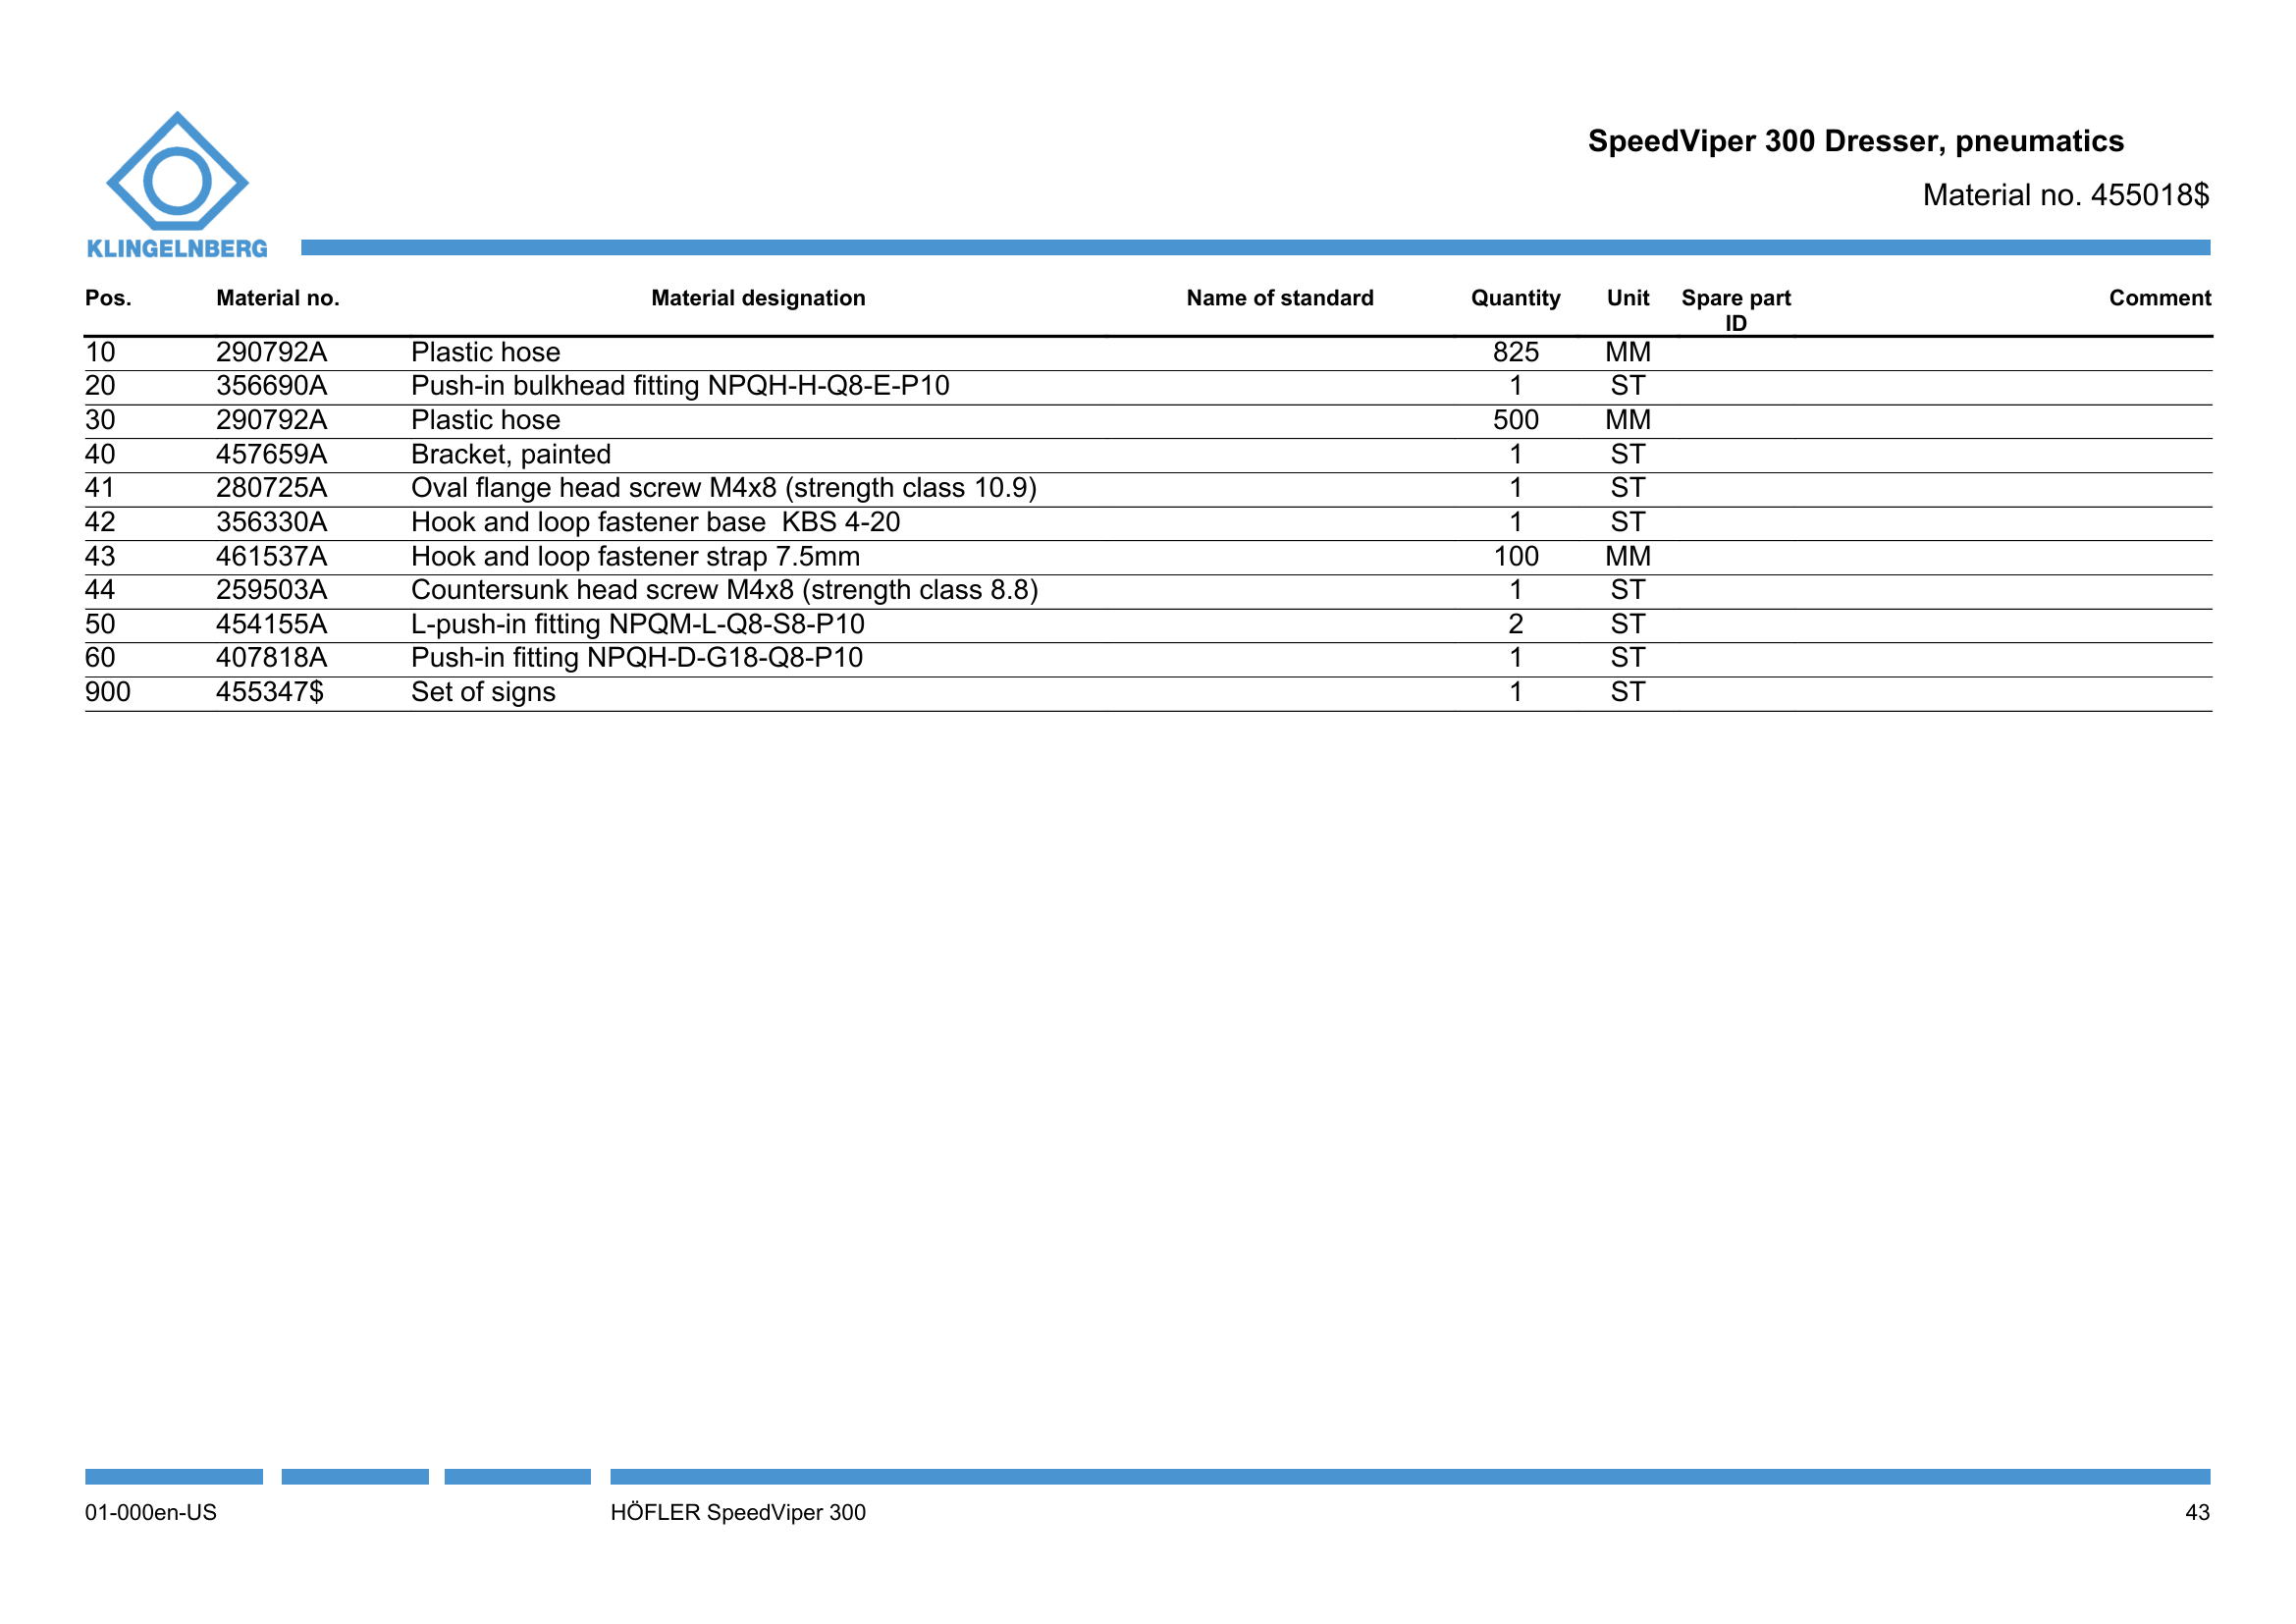 SpeedViper 300 Dresser, pneumatics
Material no. 455018$
KLINGELNBERG
Pos. Material no. Material designation Name of standard Quantity Unit Spare part ID Comment
10 290792A Plastic hose 825 MM
20 356690A Push-in bulkhead fitting NPQH-H-Q8-E-P10 1 ST
30 290792A Plastic hose 500 MM
40 457659A Bracket, painted 1 ST
41 280725A Oval flange head screw M4x8 (strength class 10.9) 1 ST
42 356330A Hook and loop fastener base  KBS 4-20 1 ST
43 461537A Hook and loop fastener strap 7.5mm 100 MM
44 259503A Countersunk head screw M4x8 (strength class 8.8) 1 ST
50 454155A L-push-in fitting NPQM-L-Q8-S8-P10 2 ST
60 407818A Push-in fitting NPQH-D-G18-Q8-P10 1 ST
900 455347$ Set of signs 1 ST
01-000en-US HÖFLER SpeedViper 300 43